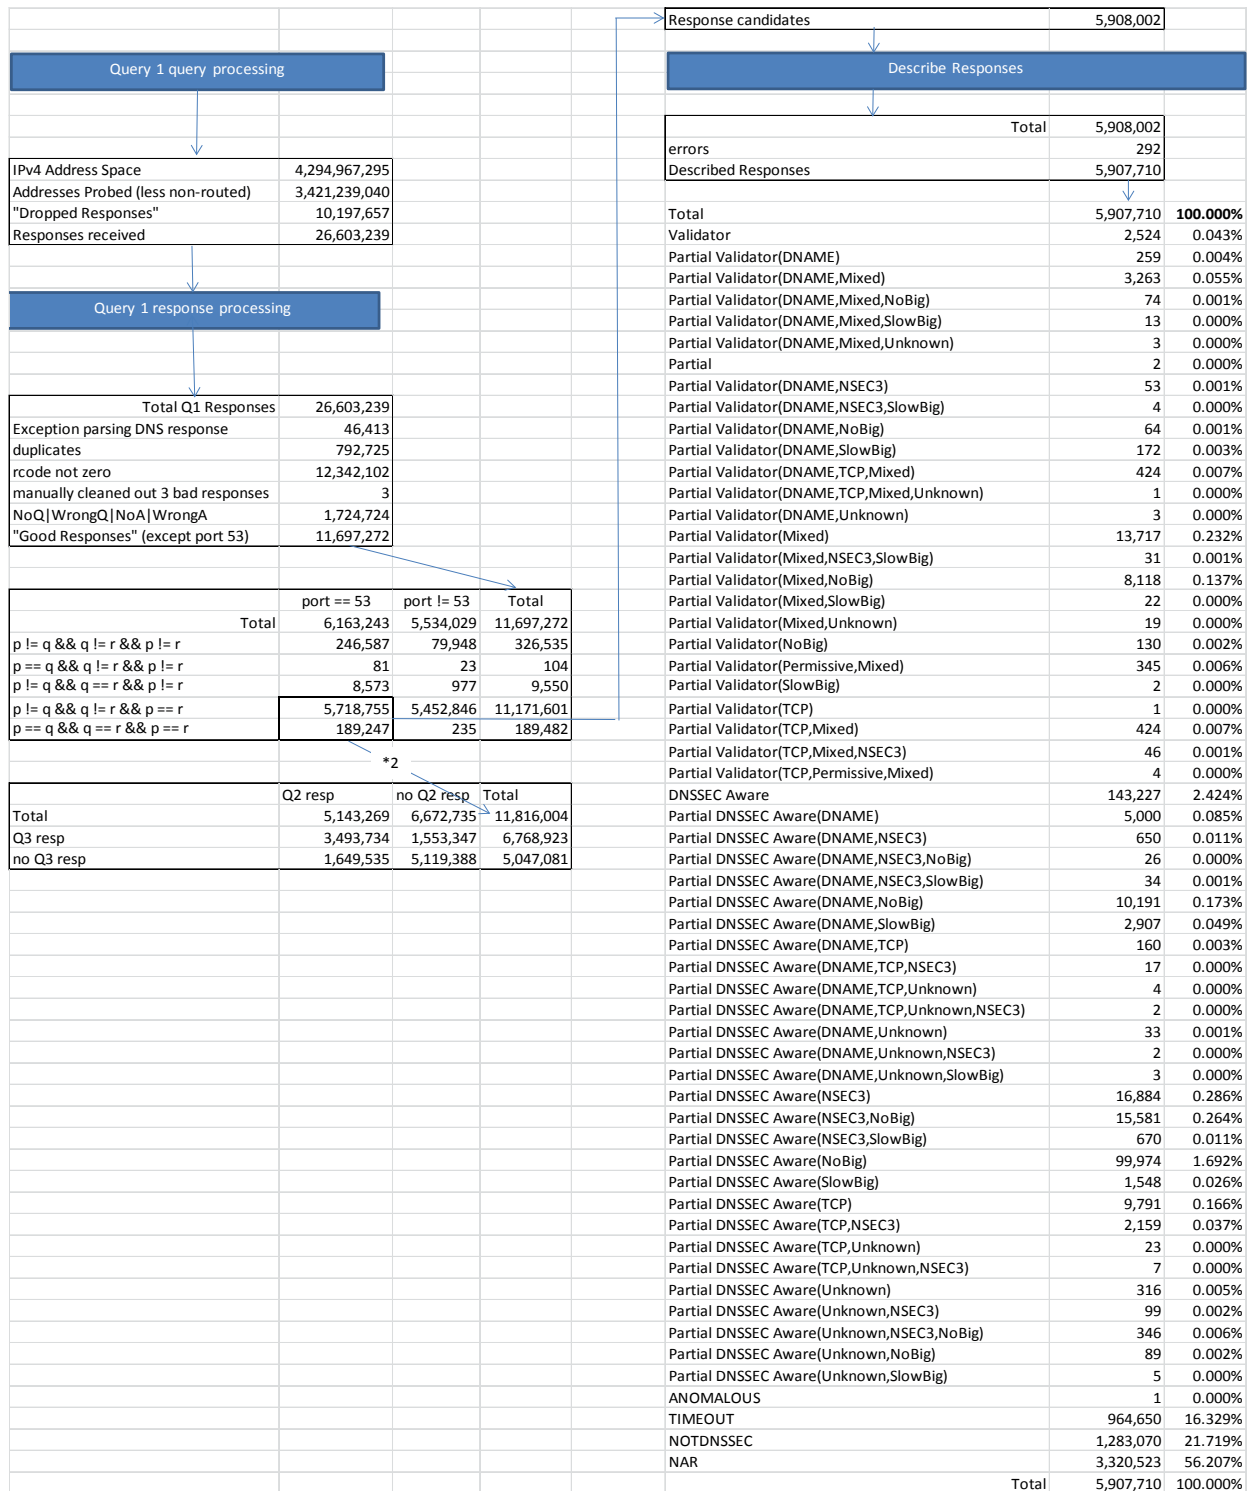 Query 1 query processing
IPv4 Address Space 4,294,967,295
Addresses Probed (less non-routed) 3,421,239,040
"Dropped Responses" 10,197,657
Responses received 26,603,239
Query 1 response processing
Total Q1 Responses 26,603,239
Exception parsing DNS response 46,413
duplicates 792,725
rcode not zero 12,342,102
manually cleaned out 3 bad responses 3
NoQ|WrongQ|NoA|WrongA 1,724,724
"Good Responses" (except port 53) 11,697,272
port == 53 port != 53 Total
Total 6,163,243 5,534,029 11,697,272
p != q && q != r && p != r 246,587 79,948 326,535
p == q && q != r && p != r 81 23 104
p != q && q == r && p != r 8,573 977 9,550
p != q && q != r && p == r 5,718,755 5,452,846 11,171,601
p == q && q == r && p == r 189,247 235 189,482
*2
Q2 resp no Q2 resp Total
Total 5,143,269 6,672,735 11,816,004
Q3 resp 3,493,734 1,553,347 6,768,923
no Q3 resp 1,649,535 5,119,388 5,047,081
Response candidates 5,908,002
Describe Responses
Total 5,908,002
errors 292
Described Responses 5,907,710
Total 5,907,710 100.000%
Validator 2,524 0.043%
Partial Validator(DNAME) 259 0.004%
Partial Validator(DNAME,Mixed) 3,263 0.055%
Partial Validator(DNAME,Mixed,NoBig) 74 0.001%
Partial Validator(DNAME,Mixed,SlowBig) 13 0.000%
Partial Validator(DNAME,Mixed,Unknown) 3 0.000%
Partial 2 0.000%
Partial Validator(DNAME,NSEC3) 53 0.001%
Partial Validator(DNAME,NSEC3,SlowBig) 4 0.000%
Partial Validator(DNAME,NoBig) 64 0.001%
Partial Validator(DNAME,SlowBig) 172 0.003%
Partial Validator(DNAME,TCP,Mixed) 424 0.007%
Partial Validator(DNAME,TCP,Mixed,Unknown) 1 0.000%
Partial Validator(DNAME,Unknown) 3 0.000%
Partial Validator(Mixed) 13,717 0.232%
Partial Validator(Mixed,NSEC3,SlowBig) 31 0.001%
Partial Validator(Mixed,NoBig) 8,118 0.137%
Partial Validator(Mixed,SlowBig) 22 0.000%
Partial Validator(Mixed,Unknown) 19 0.000%
Partial Validator(NoBig) 130 0.002%
Partial Validator(Permissive,Mixed) 345 0.006%
Partial Validator(SlowBig) 2 0.000%
Partial Validator(TCP) 1 0.000%
Partial Validator(TCP,Mixed) 424 0.007%
Partial Validator(TCP,Mixed,NSEC3) 46 0.001%
Partial Validator(TCP,Permissive,Mixed) 4 0.000%
DNSSEC Aware 143,227 2.424%
Partial DNSSEC Aware(DNAME) 5,000 0.085%
Partial DNSSEC Aware(DNAME,NSEC3) 650 0.011%
Partial DNSSEC Aware(DNAME,NSEC3,NoBig) 26 0.000%
Partial DNSSEC Aware(DNAME,NSEC3,SlowBig) 34 0.001%
Partial DNSSEC Aware(DNAME,NoBig) 10,191 0.173%
Partial DNSSEC Aware(DNAME,SlowBig) 2,907 0.049%
Partial DNSSEC Aware(DNAME,TCP) 160 0.003%
Partial DNSSEC Aware(DNAME,TCP,NSEC3) 17 0.000%
Partial DNSSEC Aware(DNAME,TCP,Unknown) 4 0.000%
Partial DNSSEC Aware(DNAME,TCP,Unknown,NSEC3) 2 0.000%
Partial DNSSEC Aware(DNAME,Unknown) 33 0.001%
Partial DNSSEC Aware(DNAME,Unknown,NSEC3) 2 0.000%
Partial DNSSEC Aware(DNAME,Unknown,SlowBig) 3 0.000%
Partial DNSSEC Aware(NSEC3) 16,884 0.286%
Partial DNSSEC Aware(NSEC3,NoBig) 15,581 0.264%
Partial DNSSEC Aware(NSEC3,SlowBig) 670 0.011%
Partial DNSSEC Aware(NoBig) 99,974 1.692%
Partial DNSSEC Aware(SlowBig) 1,548 0.026%
Partial DNSSEC Aware(TCP) 9,791 0.166%
Partial DNSSEC Aware(TCP,NSEC3) 2,159 0.037%
Partial DNSSEC Aware(TCP,Unknown) 23 0.000%
Partial DNSSEC Aware(TCP,Unknown,NSEC3) 7 0.000%
Partial DNSSEC Aware(Unknown) 316 0.005%
Partial DNSSEC Aware(Unknown,NSEC3) 99 0.002%
Partial DNSSEC Aware(Unknown,NSEC3,NoBig) 346 0.006%
Partial DNSSEC Aware(Unknown,NoBig) 89 0.002%
Partial DNSSEC Aware(Unknown,SlowBig) 5 0.000%
ANOMALOUS 1 0.000%
TIMEOUT 964,650 16.329%
NOTDNSSEC 1,283,070 21.719%
NAR 3,320,523 56.207%
Total 5,907,710 100.000%